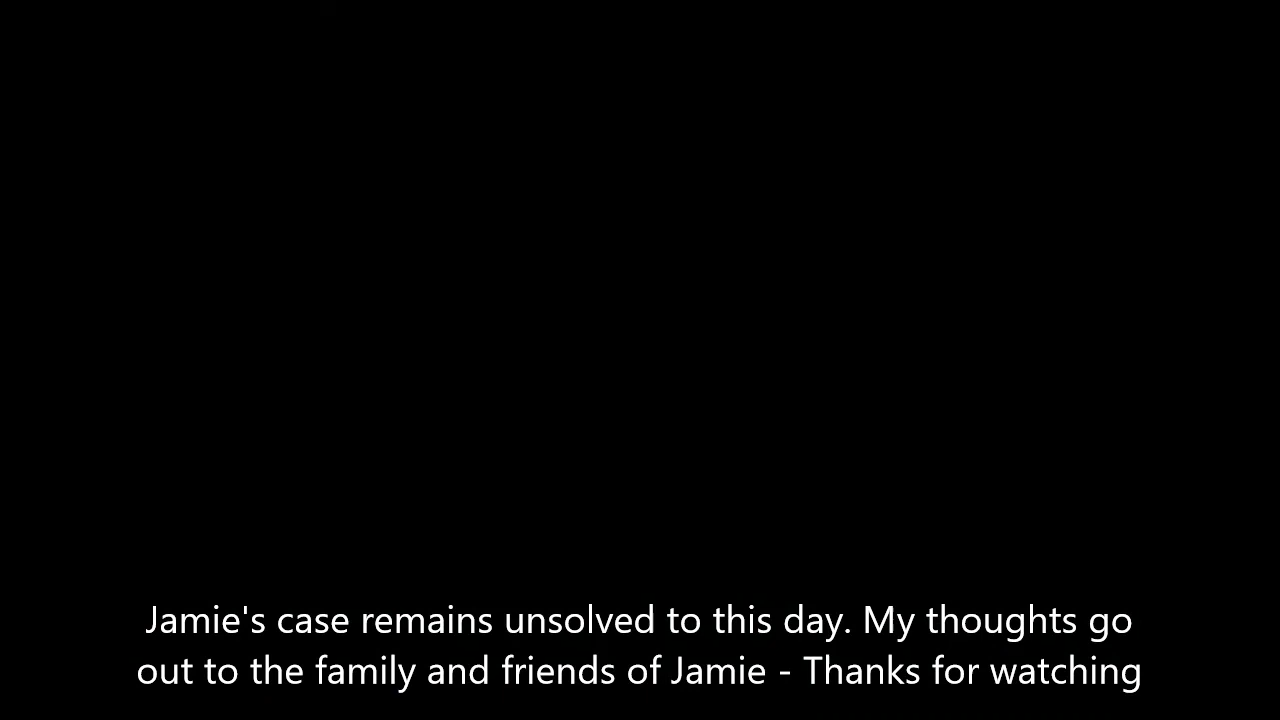 Jamie's case remains unsolved to this day. My thoughts go
out to the family and friends of Jamie - Thanks for watching